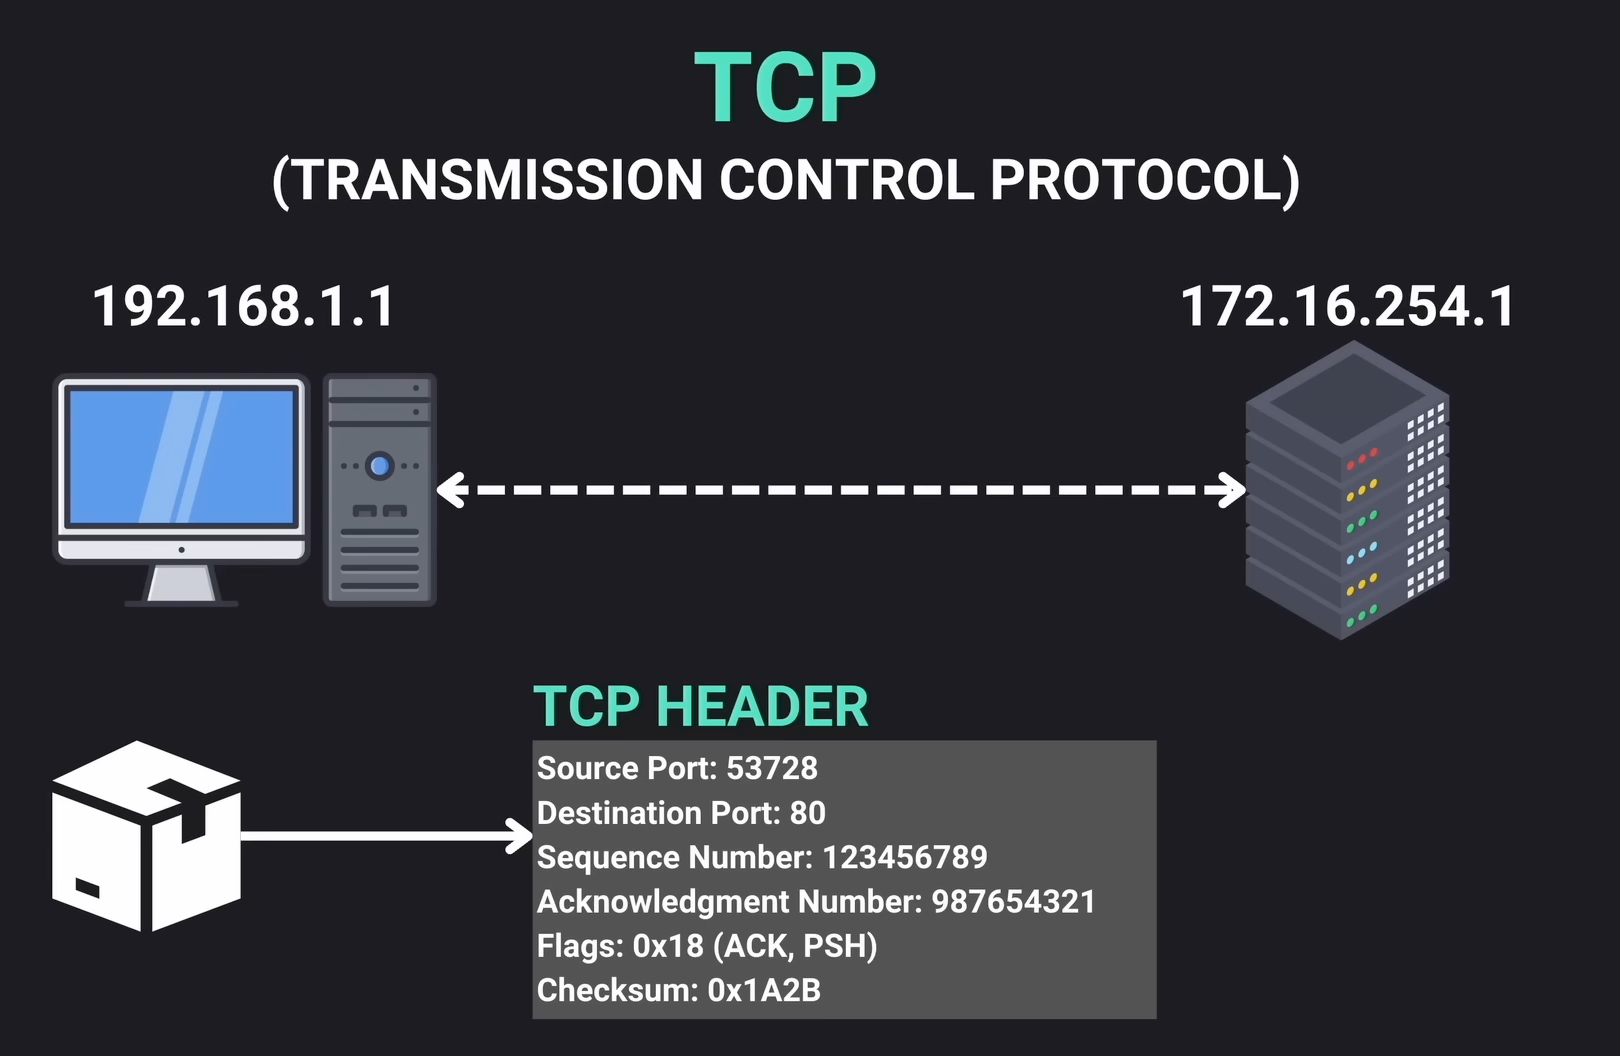 TCP
(TRANSMISSION CONTROL PROTOCOL)
192.168.1.1
172.16.254.1
TCP HEADER
Source Port: 53728
Destination Port: 80
Sequence Number: 123456789
Acknowledgment Number: 987654321
Flags: 0x18 (ACK, PSH)
Checksum: 0x1A2B